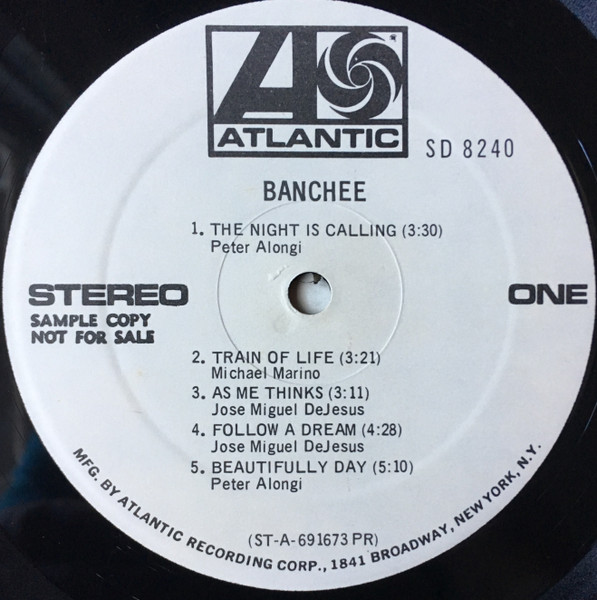 ATLANTIC
SD 8240
BANCHEE
1. THE NIGHT IS CALLING (3:30)
Peter Alongi
STEREO
ONE
SAMPLE COPY
NOT FOR SALE
2. TRAIN OF LIFE (3:21)
Michael Marino
3. AS ME THINKS (3:11)
Jose Miguel DeJesus
4. FOLLOW A DREAM (4:28)
Jose Miguel DeJesus
5. BEAUTIFULLY DAY (5:10)
Peter Alongi
(ST-A-691673 PR)
MFG. BY ATLANTIC RECORDING CORP., 1841 BROADWAY, NEW YORK, N.Y.